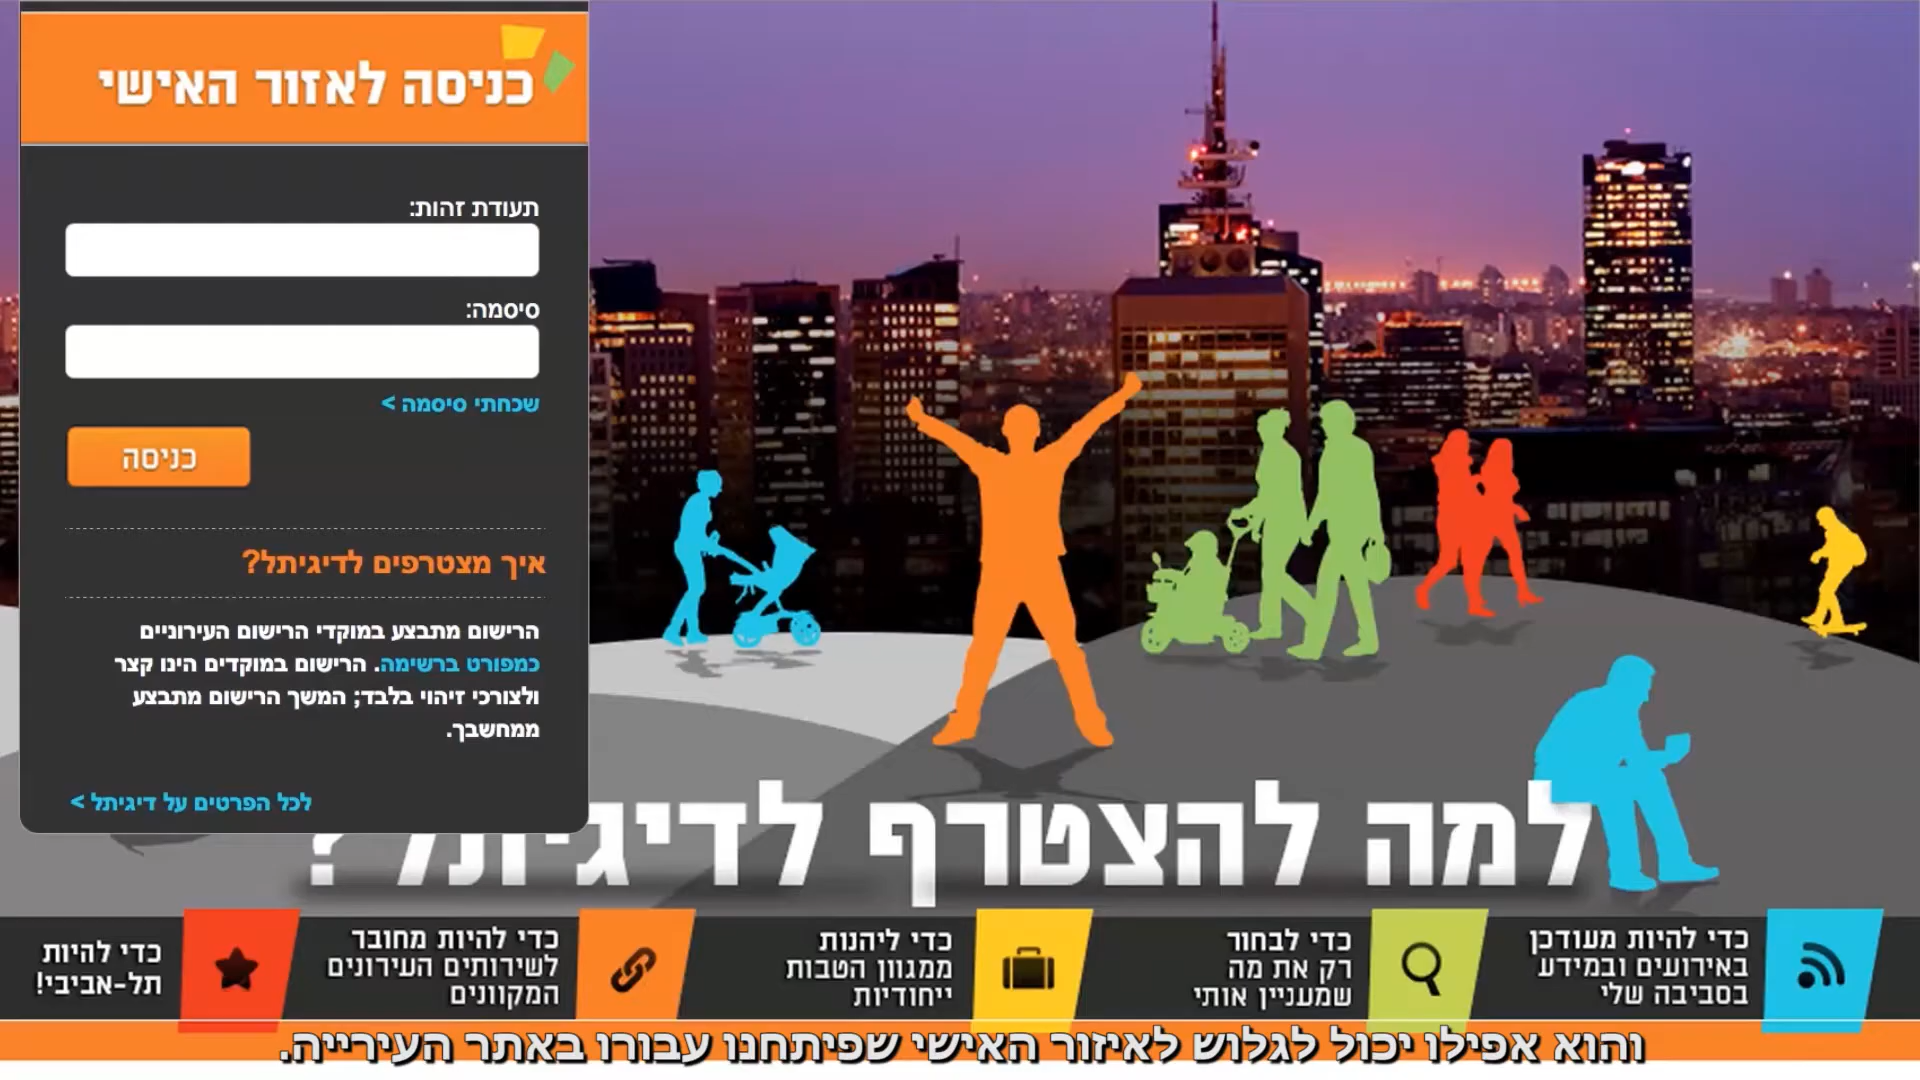 כניסה לאזור האישי
תעודת זהות:
סיסמה:
שכחתי סיסמה >
כניסה
איך מצטרפים לדיגיתל?
הרישום מתבצע במוקדי הרישום העירוניים
כמפורט ברשימה. הרישום במוקדים הינו קצר
ולצורכי זיהוי בלבד; המשך הרישום מתבצע
ממחשבך.
לכל הפרטים על דיגיתל >
למה להצטרף לדיגיתל?
כדי להיות מעודכן
באירועים ובמידע
בסביבה שלי
כדי לבחור
רק את מה
שמעניין אותי
כדי ליהנות
ממגוון הטבות
ייחודיות
כדי להיות מחובר
לשירותים העירונים
המקוונים
כדי להיות
תל-אביבי!
והוא אפילו יכול לגלוש לאיזור האישי שפיתחנו עבורו באתר העירייה.